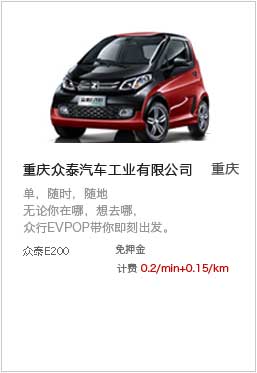 重庆众泰汽车工业有限公司 重庆
单，随时，随地
无论你在哪，想去哪，
众行EVPOP带你即刻出发。
众泰E200 免押金
计费 0.2/min+0.15/km